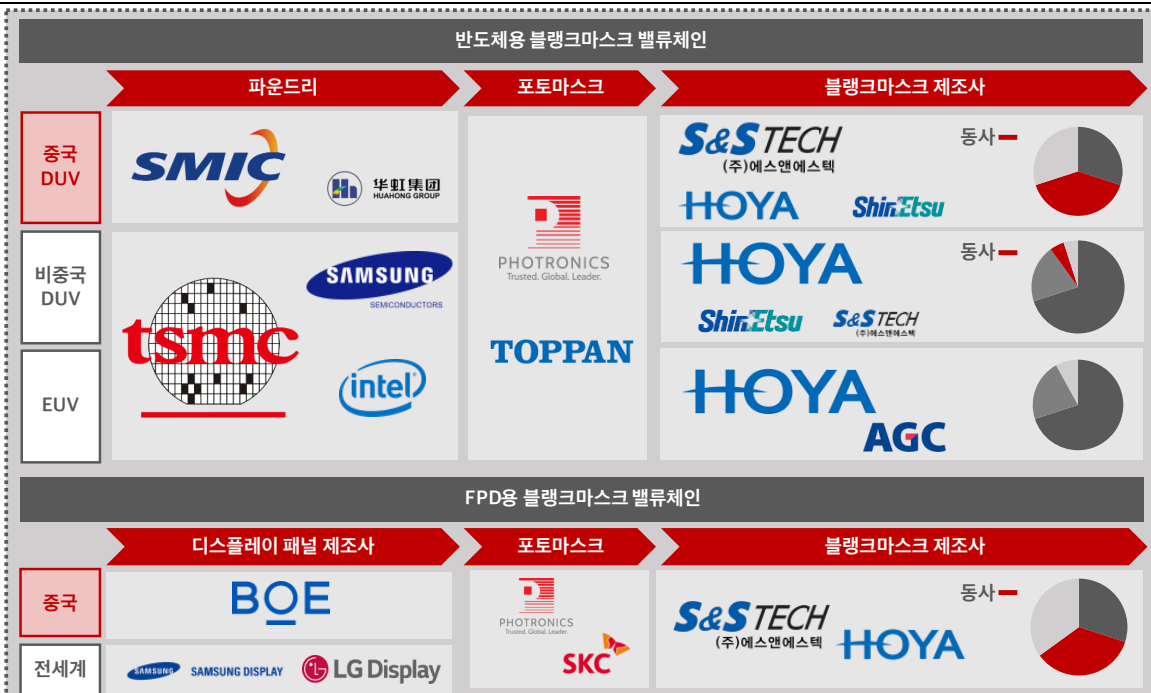 반도체용 블랭크마스크 밸류체인
파운드리
포토마스크
블랭크마스크 제조사
중국
DUV
SMIC
华虹集团
HUAHONG GROUP
PHOTRONICS
Trusted. Global. Leader.
TOPPAN
S&S TECH
(주)에스앤에스텍
HOYA
ShinEtsu
동사
비중국
DUV
tsmc
SAMSUNG
SEMICONDUCTORS
intel
HOYA
ShinEtsu
S&S TECH
(주)에스앤에스텍
동사
EUV
HOYA
AGC
FPD용 블랭크마스크 밸류체인
디스플레이 패널 제조사
포토마스크
블랭크마스크 제조사
중국
BOE
PHOTRONICS
Trusted. Global. Leader.
SKC
S&S TECH
(주)에스앤에스텍
HOYA
동사
전세계
SAMSUNG
SAMSUNG DISPLAY
LG Display